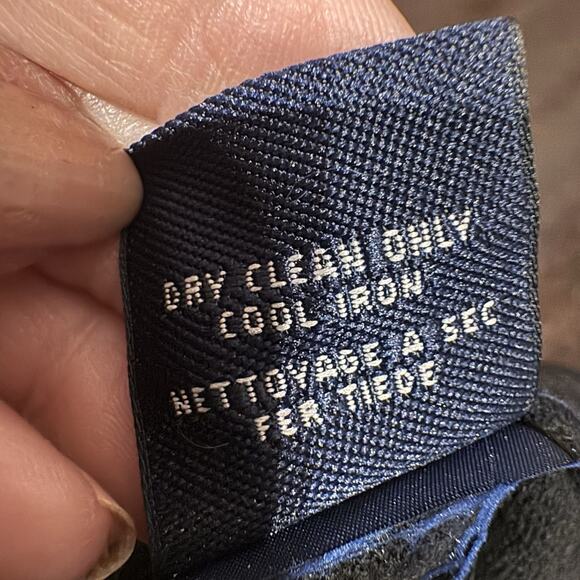 DRY CLEAN ONLY
COOL IRON
NETTOYAGE A SEC
FER TIEDE